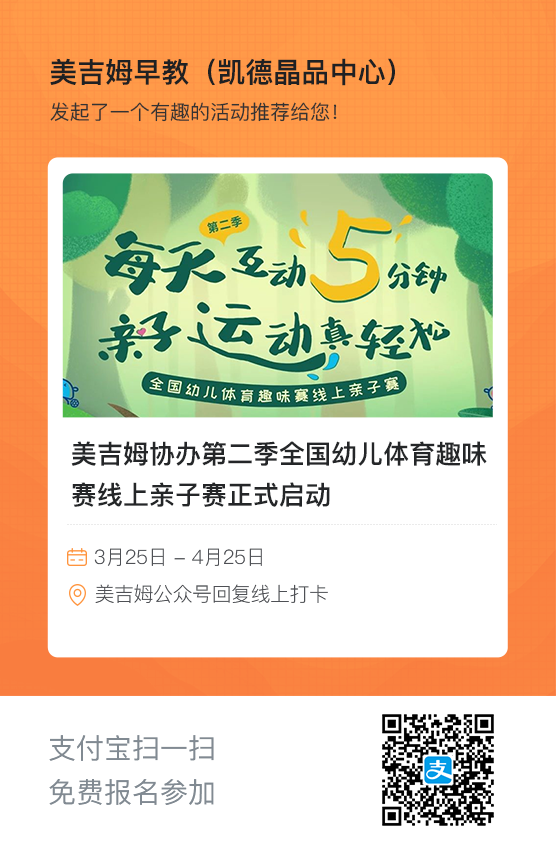 美吉姆早教（凯德晶品中心）
发起了一个有趣的活动推荐给您！
第二季
每天互动5分钟
亲子运动真轻松
全国幼儿体育趣味赛线上亲子赛
美吉姆协办第二季全国幼儿体育趣味
赛线上亲子赛正式启动
3月25日 – 4月25日
美吉姆公众号回复线上打卡
支付宝扫一扫
免费报名参加
支